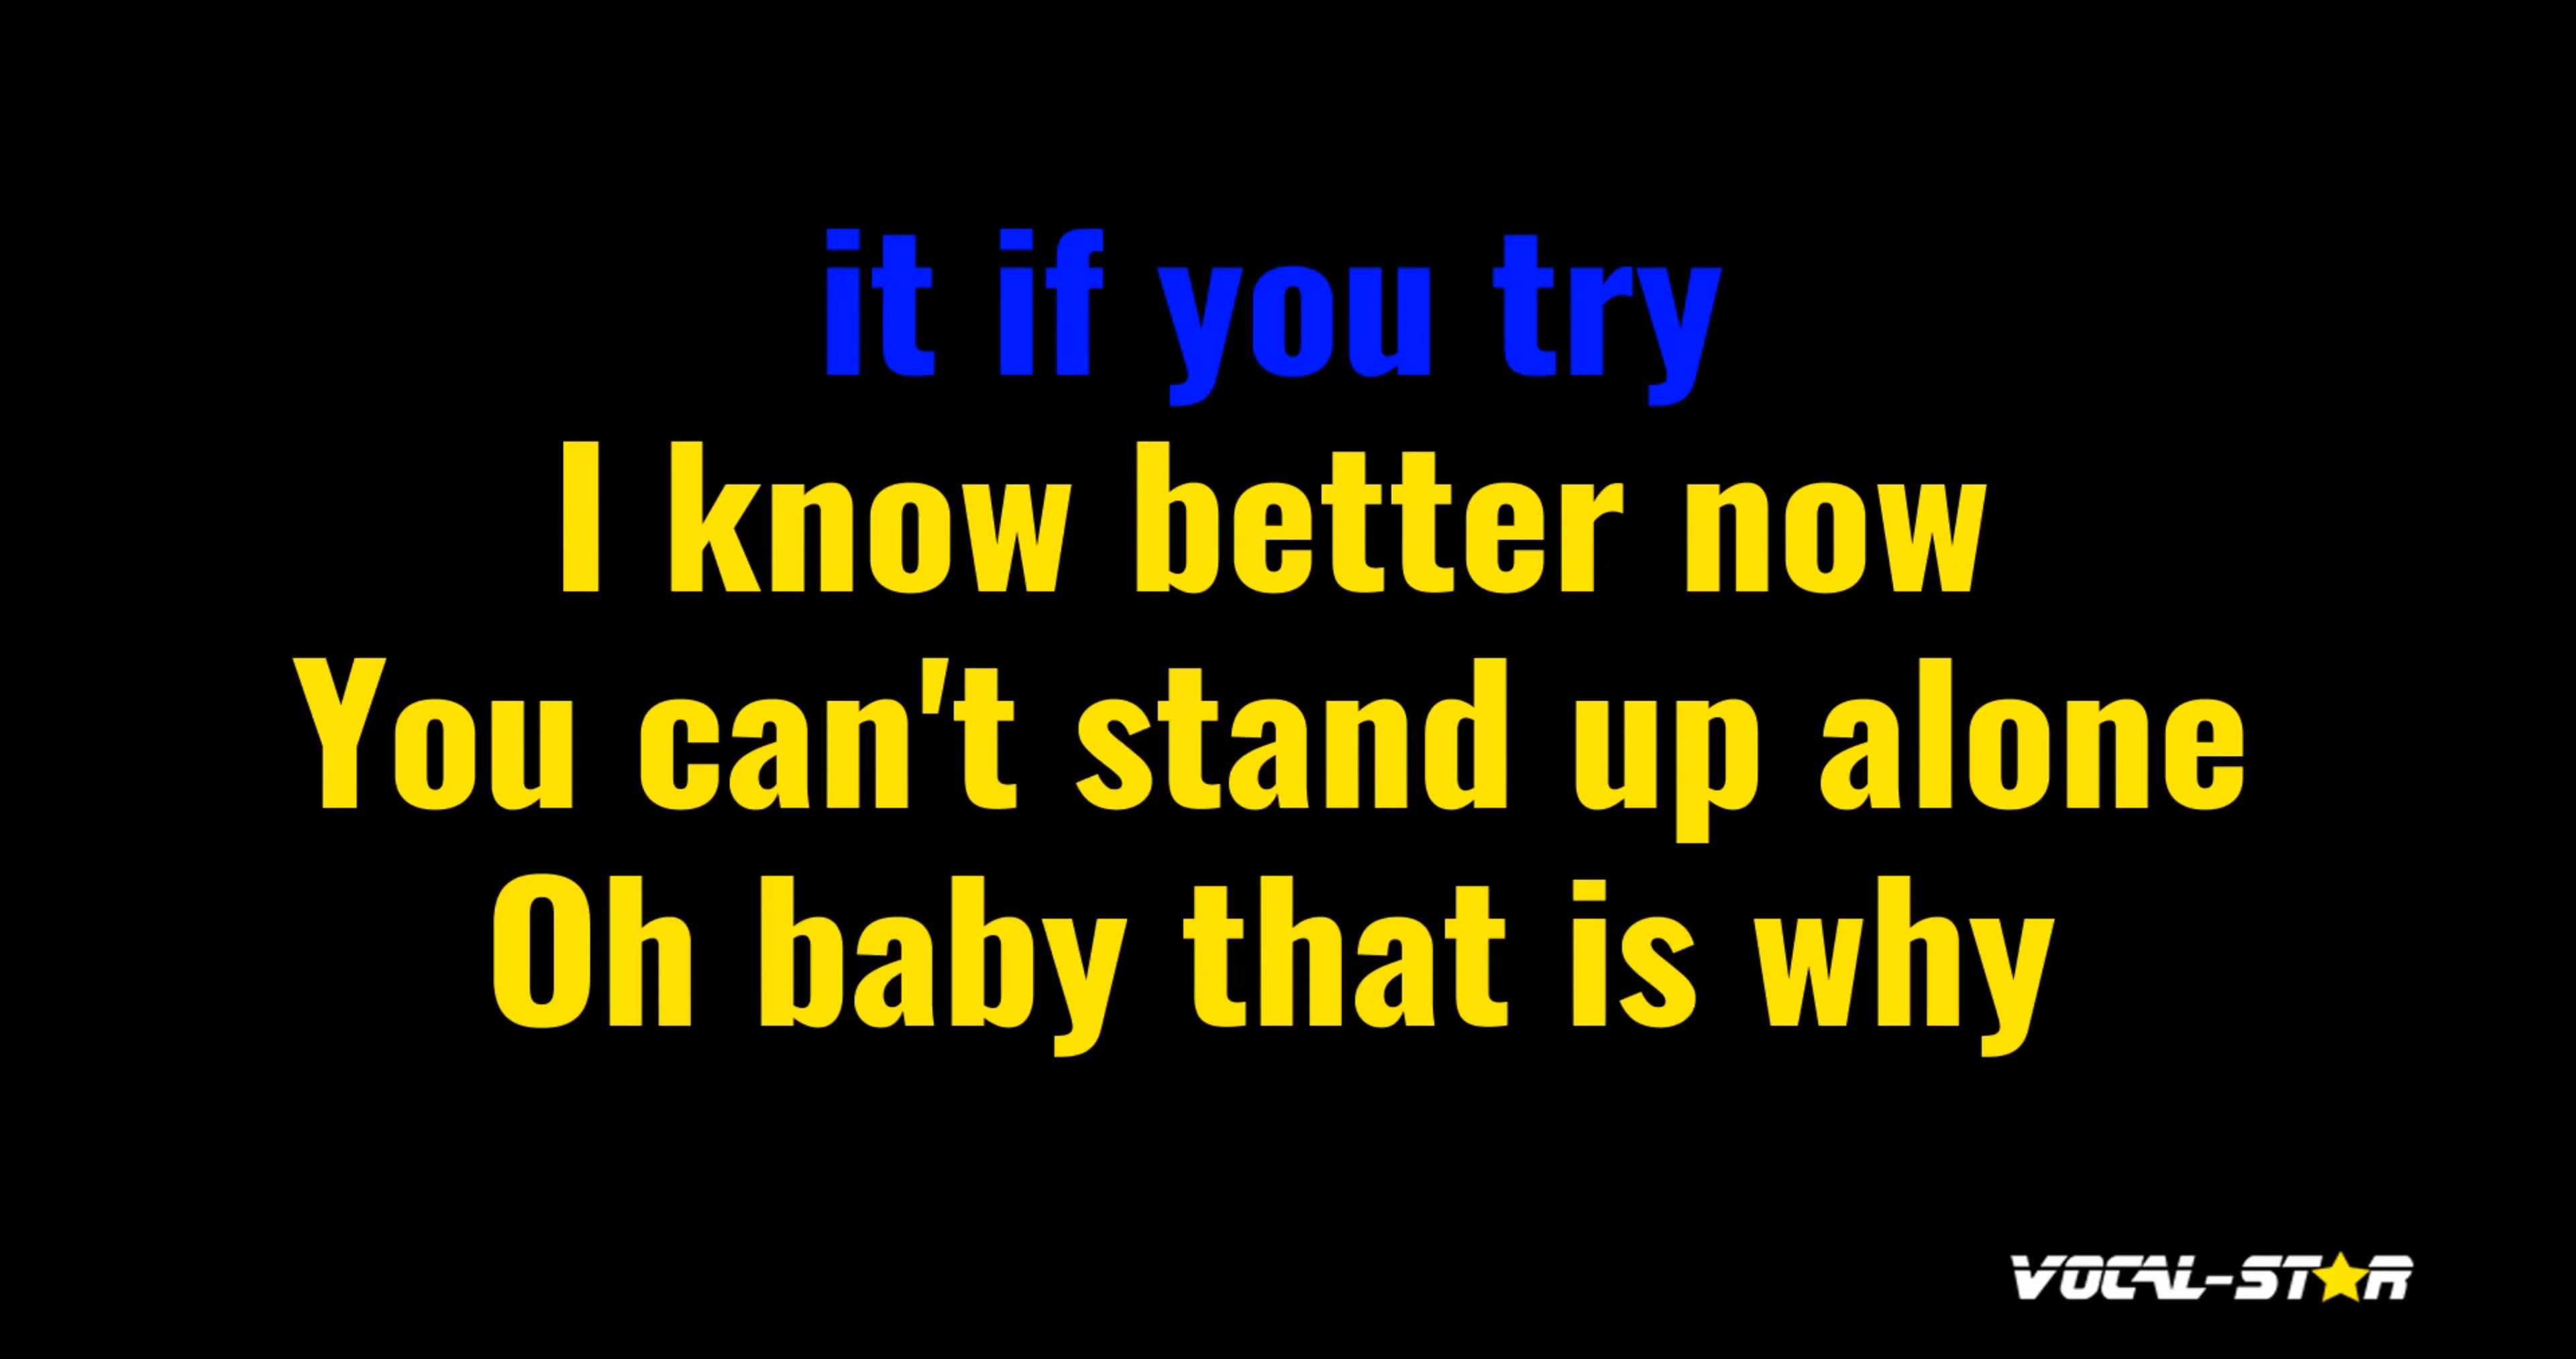 it if you try
I know better now
You can't stand up alone
Oh baby that is why
VOCAL-STAR